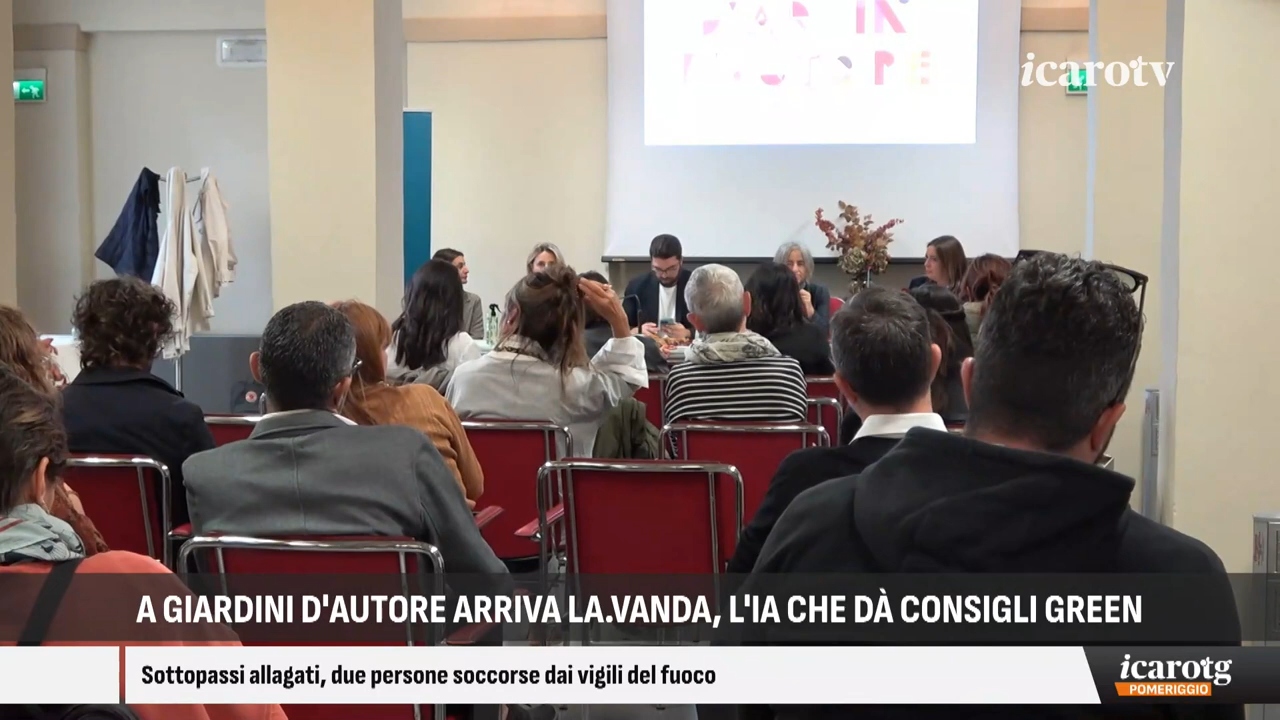 icarotv
A GIARDINI D'AUTORE ARRIVA LA.VANDA, L'IA CHE DÀ CONSIGLI GREEN
Sottopassi allagati, due persone soccorse dai vigili del fuoco
icarotg
POMERIGGIO